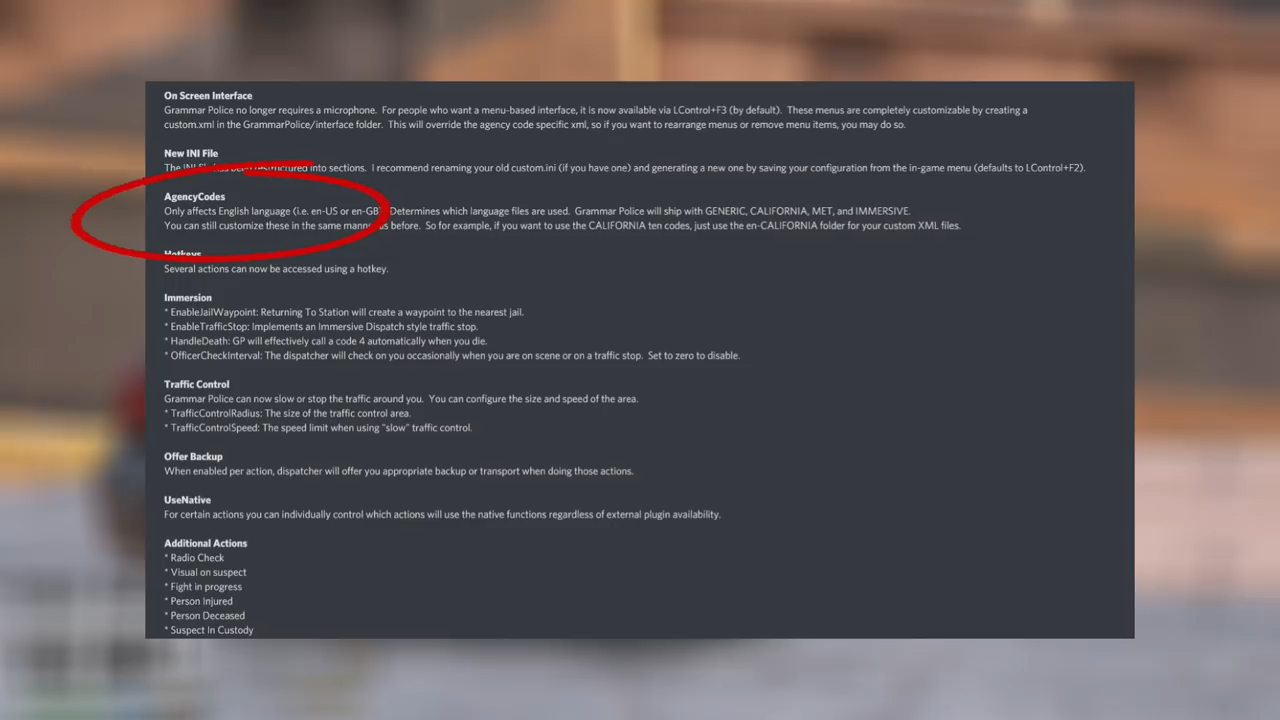 On Screen Interface
Grammar Police no longer requires a microphone. For people who want a menu-based interface, it is now available via LControl+F3 (by default). These menus are completely customizable by creating a
custom.xml in the GrammarPolice/interface folder. This will override the agency code specific xml, so if you want to rearrange menus or remove menu items, you may do so.
New INI File
The INI file has been restructured into sections. I recommend renaming your old custom.ini (if you have one) and generating a new one by saving your configuration from the in-game menu (defaults to LControl+F2).
AgencyCodes
Only affects English language (i.e. en-US or en-GB). Determines which language files are used. Grammar Police will ship with GENERIC, CALIFORNIA, MET, and IMMERSIVE.
You can still customize these in the same manner as before. So for example, if you want to use the CALIFORNIA ten codes, just use the en-CALIFORNIA folder for your custom XML files.
Hotkeys
Several actions can now be accessed using a hotkey.
Immersion
* EnableJailWaypoint: Returning To Station will create a waypoint to the nearest jail.
* EnableTrafficStop: Implements an Immersive Dispatch style traffic stop.
* HandleDeath: GP will effectively call a code 4 automatically when you die.
* OfficerCheckInterval: The dispatcher will check on you occasionally when you are on scene or on a traffic stop. Set to zero to disable.
Traffic Control
Grammar Police can now slow or stop the traffic around you. You can configure the size and speed of the area.
* TrafficControlRadius: The size of the traffic control area.
* TrafficControlSpeed: The speed limit when using "slow" traffic control.
Offer Backup
When enabled per action, dispatcher will offer you appropriate backup or transport when doing those actions.
UseNative
For certain actions you can individually control which actions will use the native functions regardless of external plugin availability.
Additional Actions
* Radio Check
* Visual on suspect
* Fight in progress
* Person Injured
* Person Deceased
* Suspect In Custody